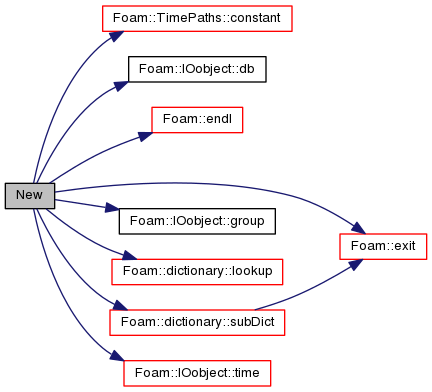 Foam::TimePaths::constant
Foam::IOobject::db
Foam::endl
New
Foam::IOobject::group
Foam::exit
Foam::dictionary::lookup
Foam::dictionary::subDict
Foam::IOobject::time